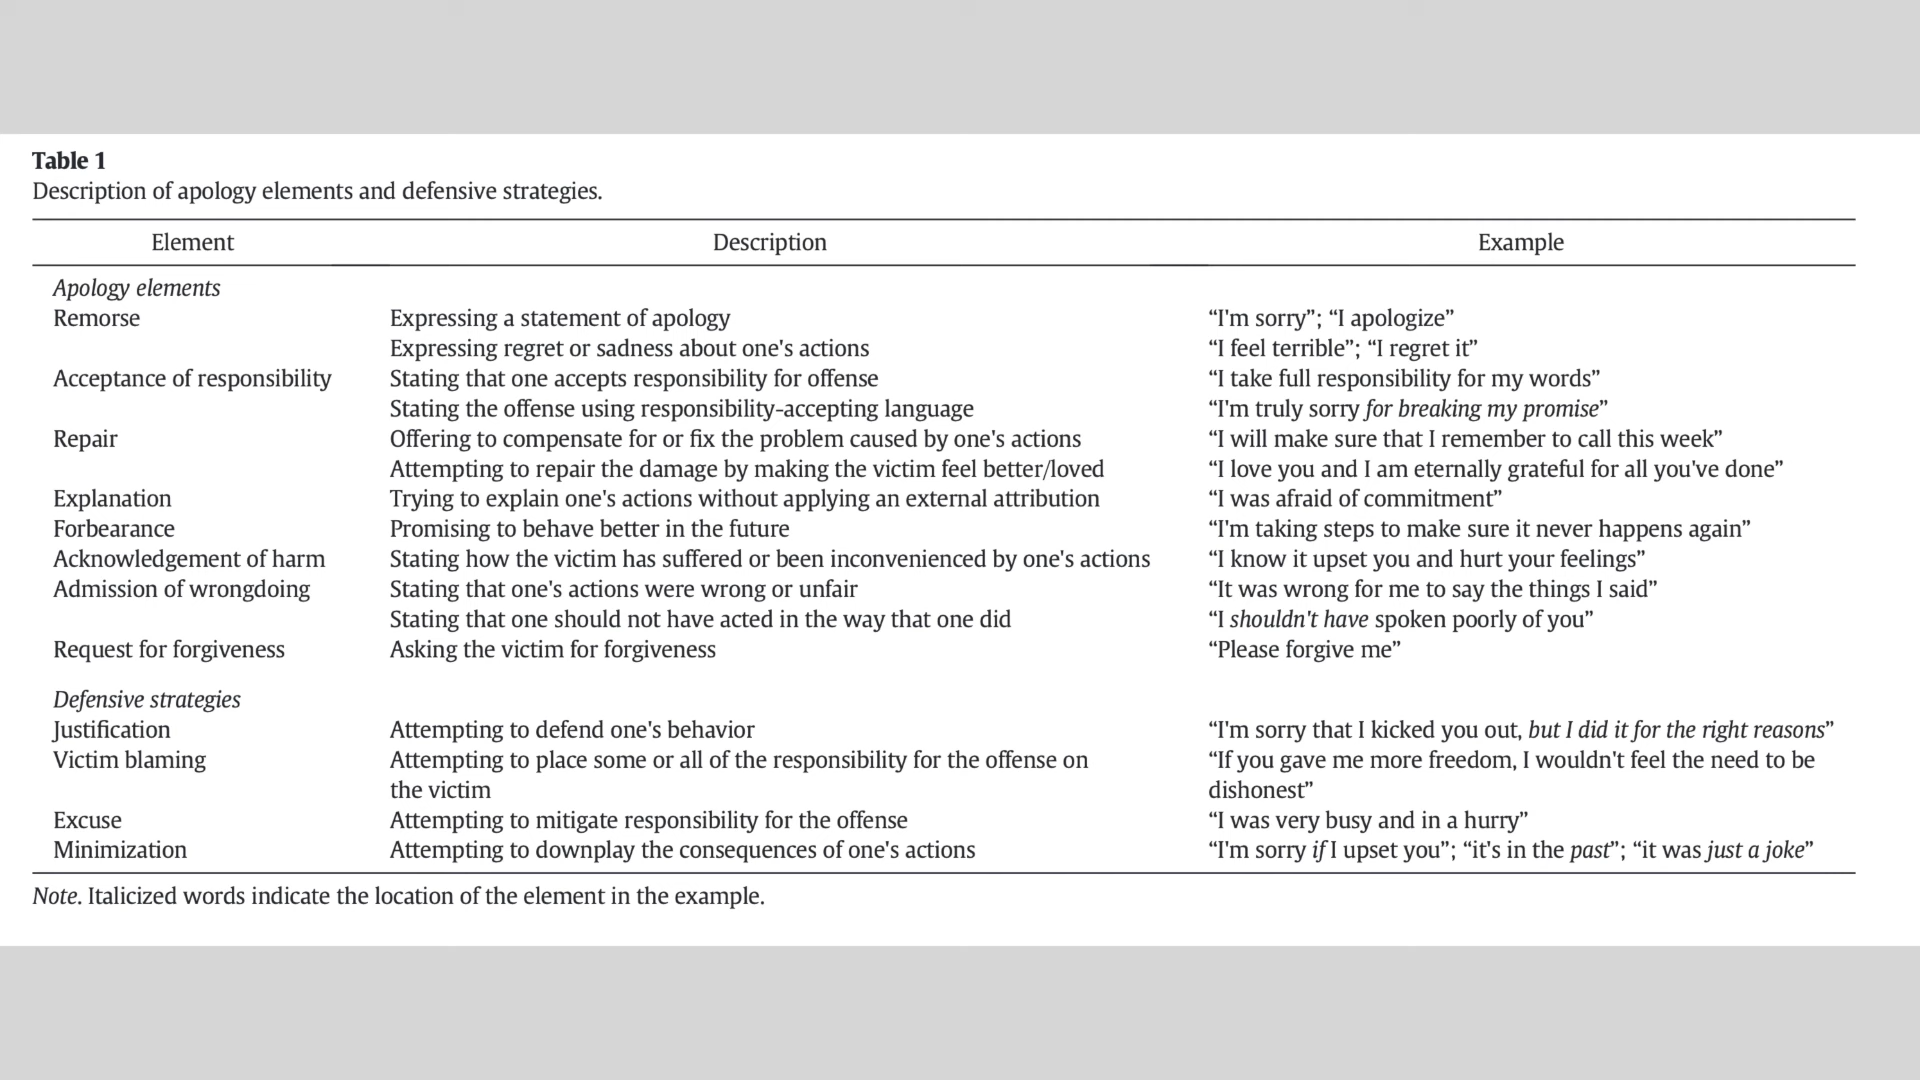 Table 1
Description of apology elements and defensive strategies.
Element Description Example
Apology elements
Remorse Expressing a statement of apology “I'm sorry”; “I apologize”
Expressing regret or sadness about one's actions “I feel terrible”; “I regret it”
Acceptance of responsibility Stating that one accepts responsibility for offense “I take full responsibility for my words”
Stating the offense using responsibility-accepting language “I'm truly sorry for breaking my promise”
Repair Offering to compensate for or fix the problem caused by one's actions “I will make sure that I remember to call this week”
Attempting to repair the damage by making the victim feel better/loved “I love you and I am eternally grateful for all you've done”
Explanation Trying to explain one's actions without applying an external attribution “I was afraid of commitment”
Forbearance Promising to behave better in the future “I'm taking steps to make sure it never happens again”
Acknowledgement of harm Stating how the victim has suffered or been inconvenienced by one's actions “I know it upset you and hurt your feelings”
Admission of wrongdoing Stating that one's actions were wrong or unfair “It was wrong for me to say the things I said”
Stating that one should not have acted in the way that one did “I shouldn't have spoken poorly of you”
Request for forgiveness Asking the victim for forgiveness “Please forgive me”
Defensive strategies
Justification Attempting to defend one's behavior “I'm sorry that I kicked you out, but I did it for the right reasons”
Victim blaming Attempting to place some or all of the responsibility for the offense on “If you gave me more freedom, I wouldn't feel the need to be
the victim dishonest”
Excuse Attempting to mitigate responsibility for the offense “I was very busy and in a hurry”
Minimization Attempting to downplay the consequences of one's actions “I'm sorry if I upset you”; “it's in the past”; “it was just a joke”
Note. Italicized words indicate the location of the element in the example.